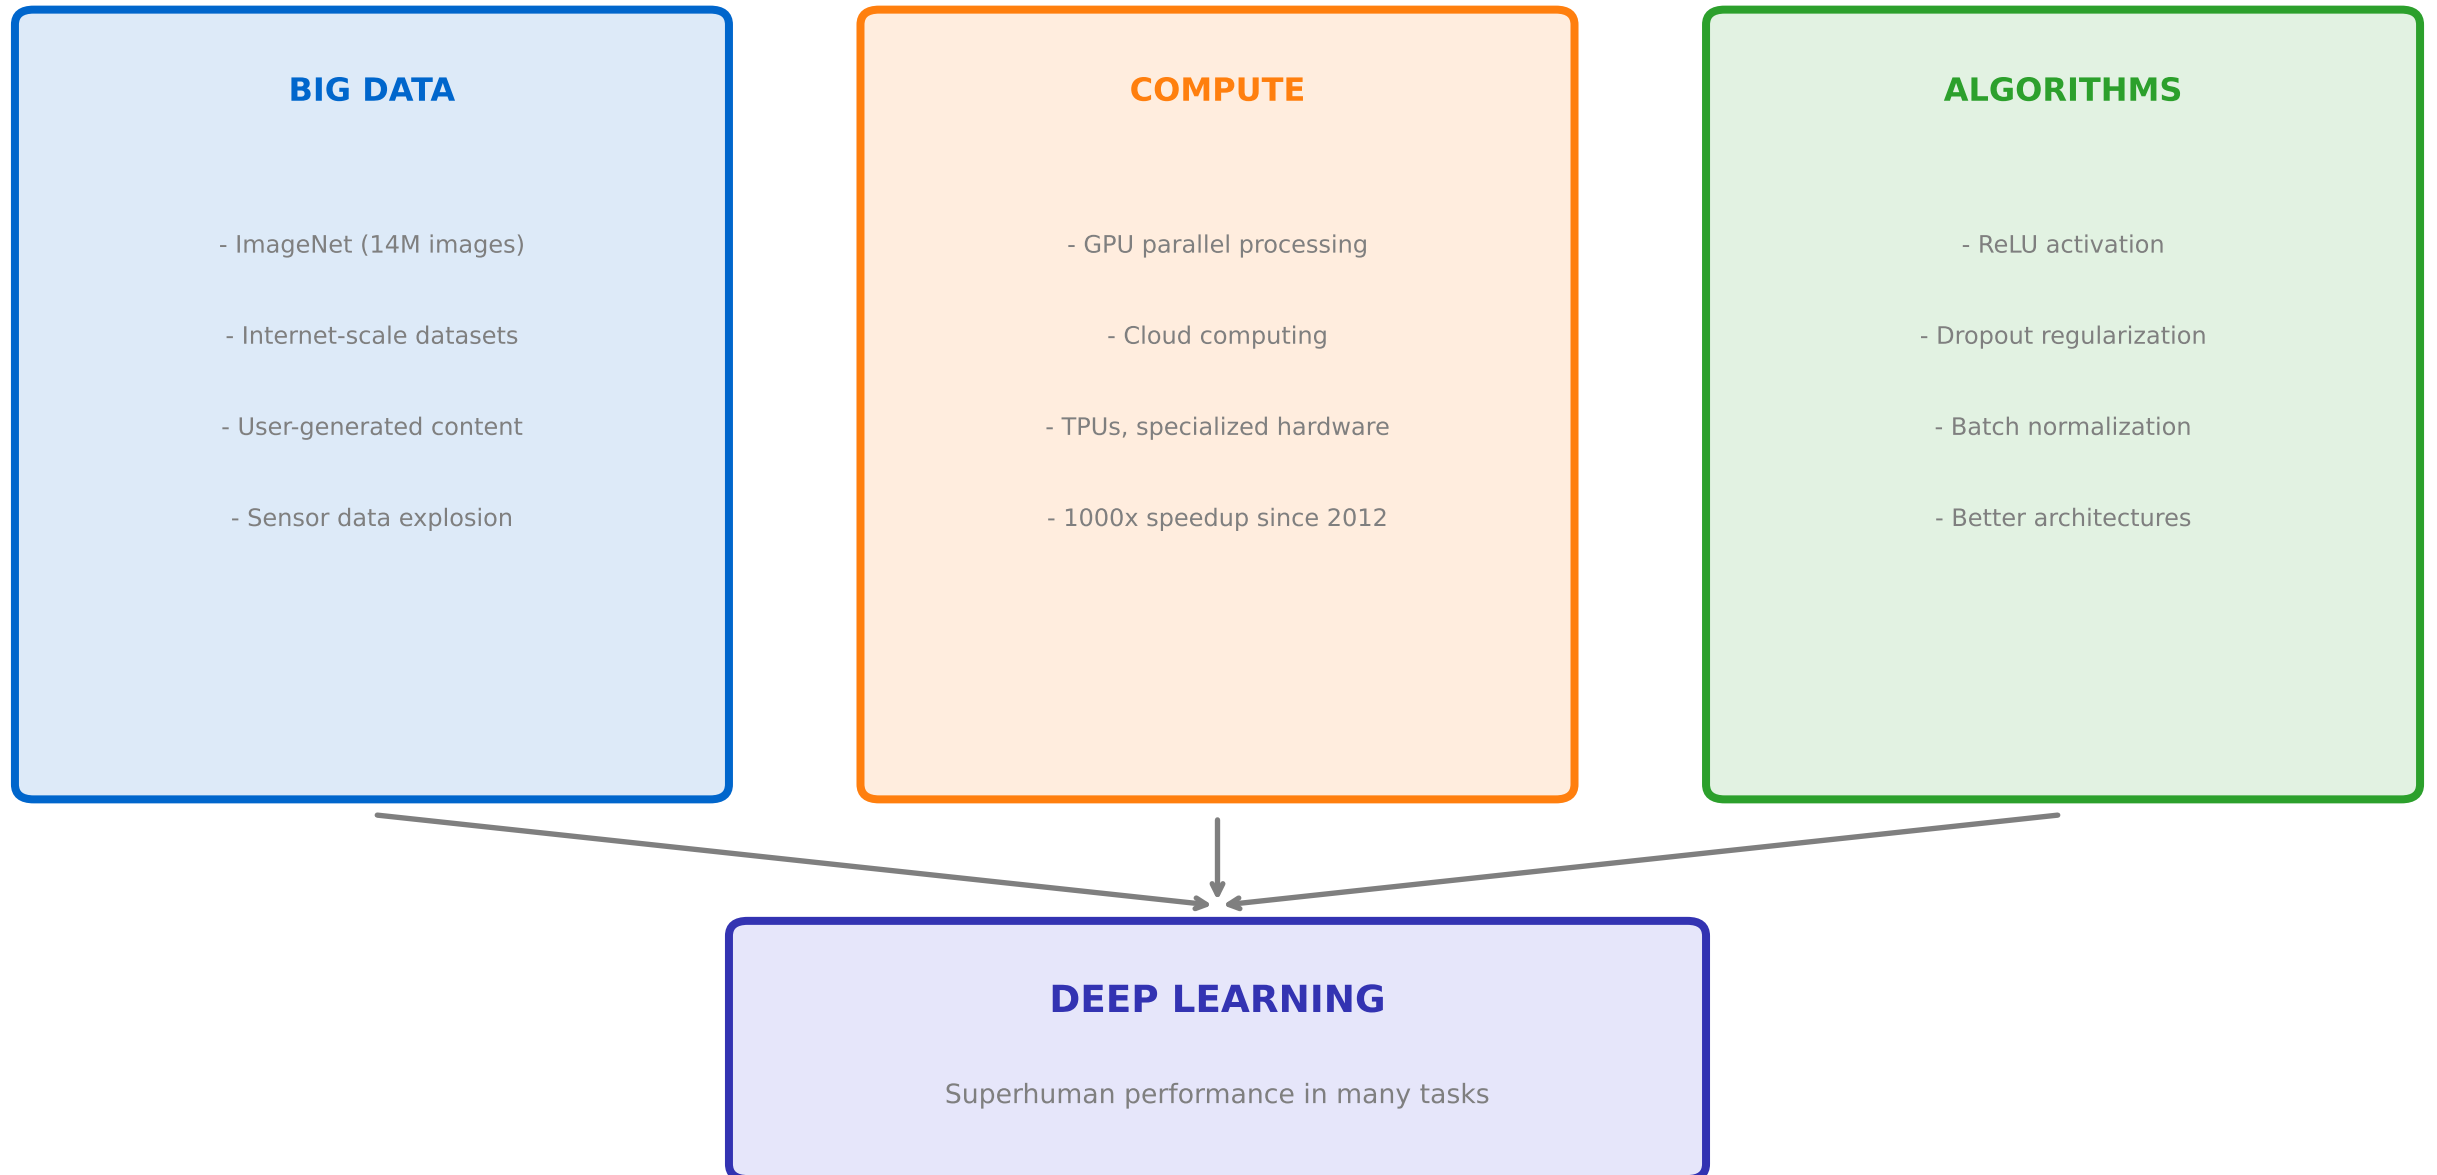 BIG DATA
- ImageNet (14M images)
- Internet-scale datasets
- User-generated content
- Sensor data explosion
COMPUTE
- GPU parallel processing
- Cloud computing
- TPUs, specialized hardware
- 1000x speedup since 2012
ALGORITHMS
- ReLU activation
- Dropout regularization
- Batch normalization
- Better architectures
DEEP LEARNING
Superhuman performance in many tasks